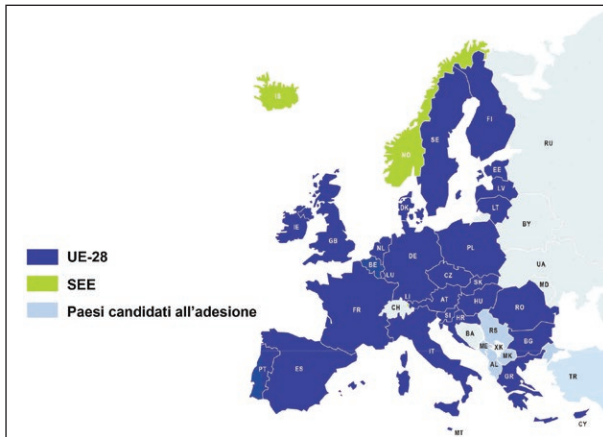 IS
FI
SE
NO
RU
EE
LV
DK
LT
IE
BY
GB
NL
DE
PL
BE
UA
LU
CZ
SK
MD
LI
FR
CH
AT
HU
RO
SI
HR
BA
RS
IT
ME
XK
BG
MK
AL
PT
ES
GR
TR
CY
MT
UE-28
SEE
Paesi candidati all'adesione